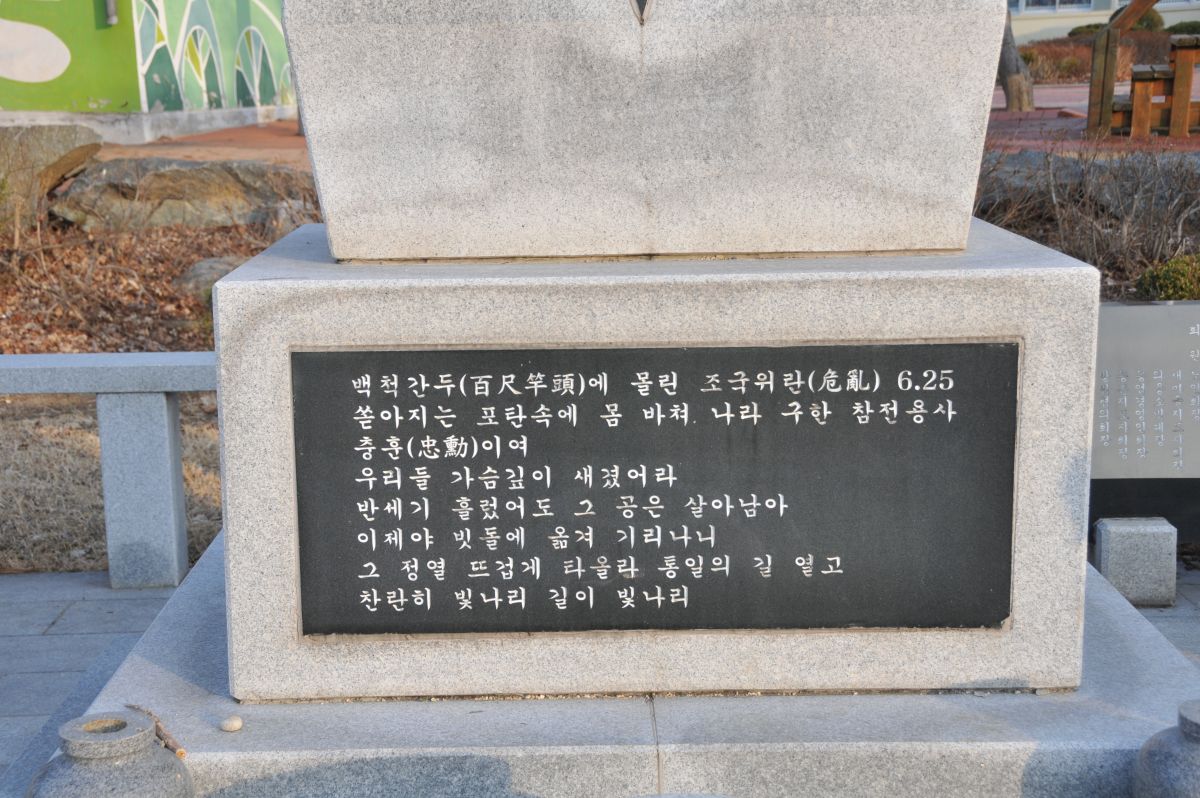 백척간두(百尺竿頭)에 몰린 조국위란(危亂) 6.25
쏟아지는 포탄속에 몸 바쳐 나라 구한 참전용사
충훈(忠勳)이여
우리들 가슴깊이 새겼어라
반세기 흘렀어도 그 공은 살아남아
이제야 빗돌에 옮겨 기리나니
그 정열 뜨겁게 타올라 통일의 길 열고
찬란히 빛나리 길이 빛나리